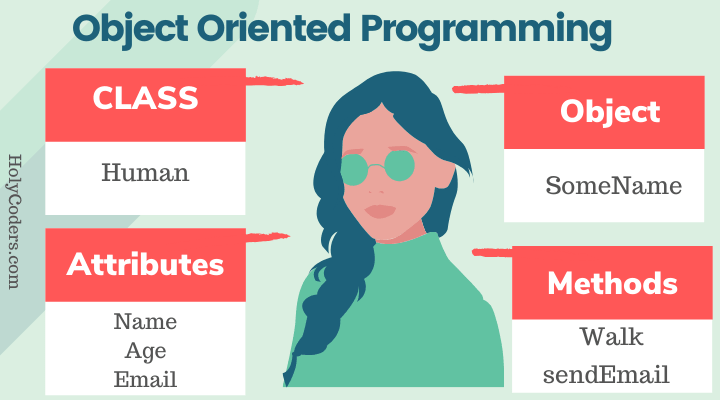 Object Oriented Programming
CLASS
Human
Object
SomeName
Attributes
Name
Age
Email
Methods
Walk
sendEmail
HolyCoders.com